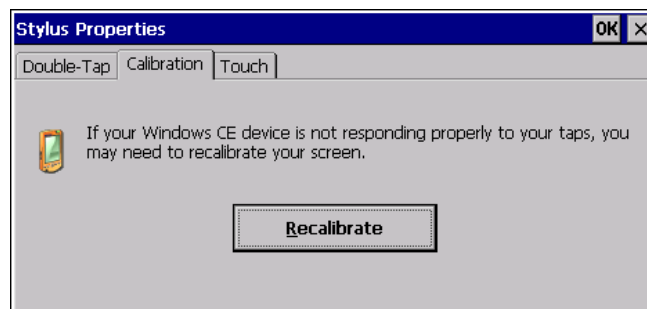 Stylus Properties OK ×
Double-Tap Calibration Touch
If your Windows CE device is not responding properly to your taps, you
may need to recalibrate your screen.
Recalibrate